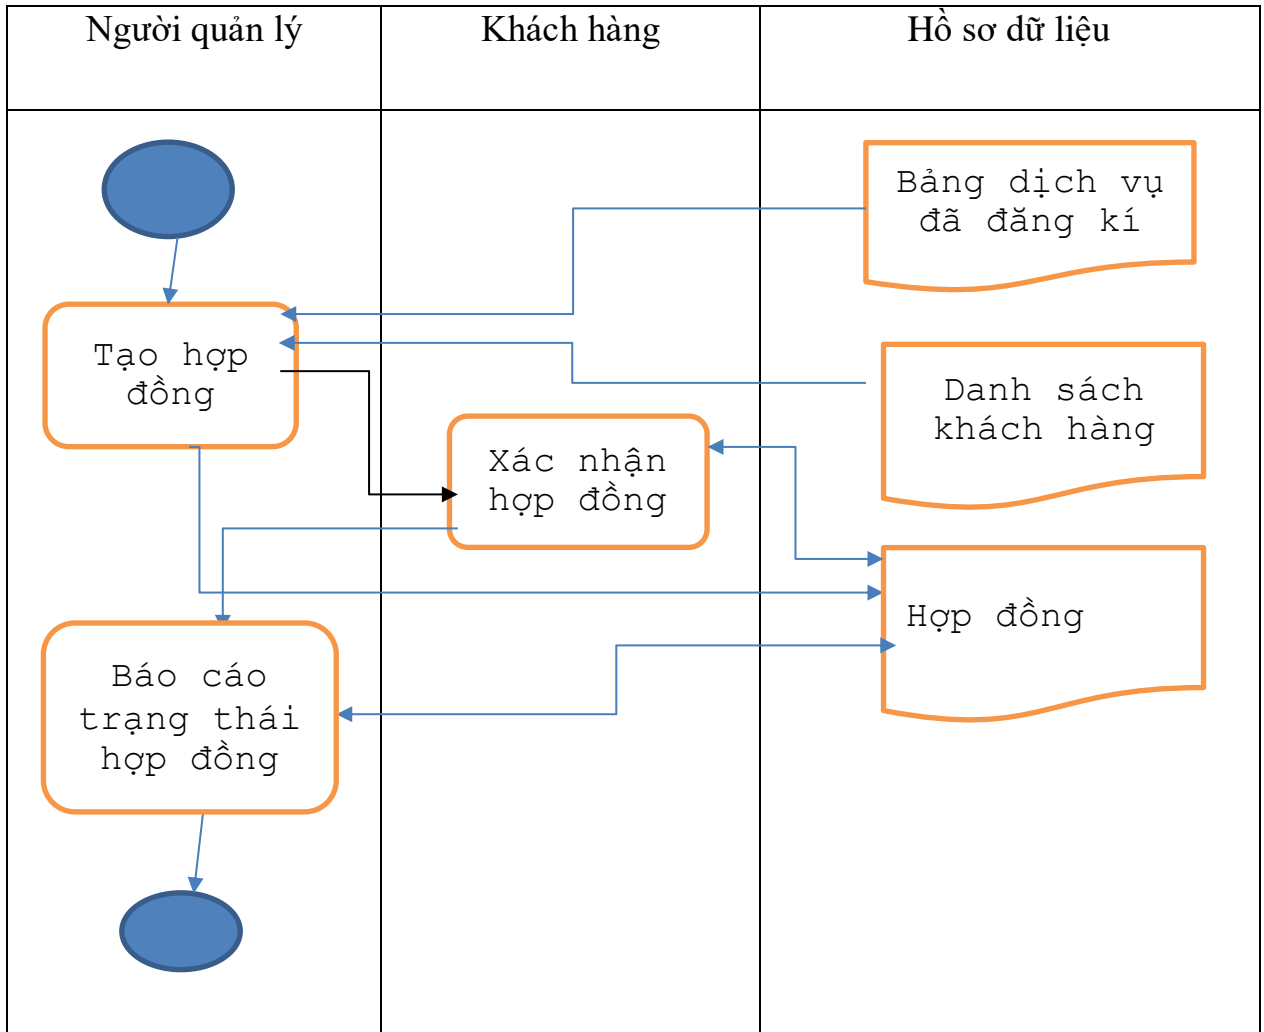 Người quản lý
Khách hàng
Hồ sơ dữ liệu
Bảng dịch vụ
đã đăng kí
Tạo hợp
đồng
Danh sách
khách hàng
Xác nhận
hợp đồng
Hợp đồng
Báo cáo
trạng thái
hợp đồng